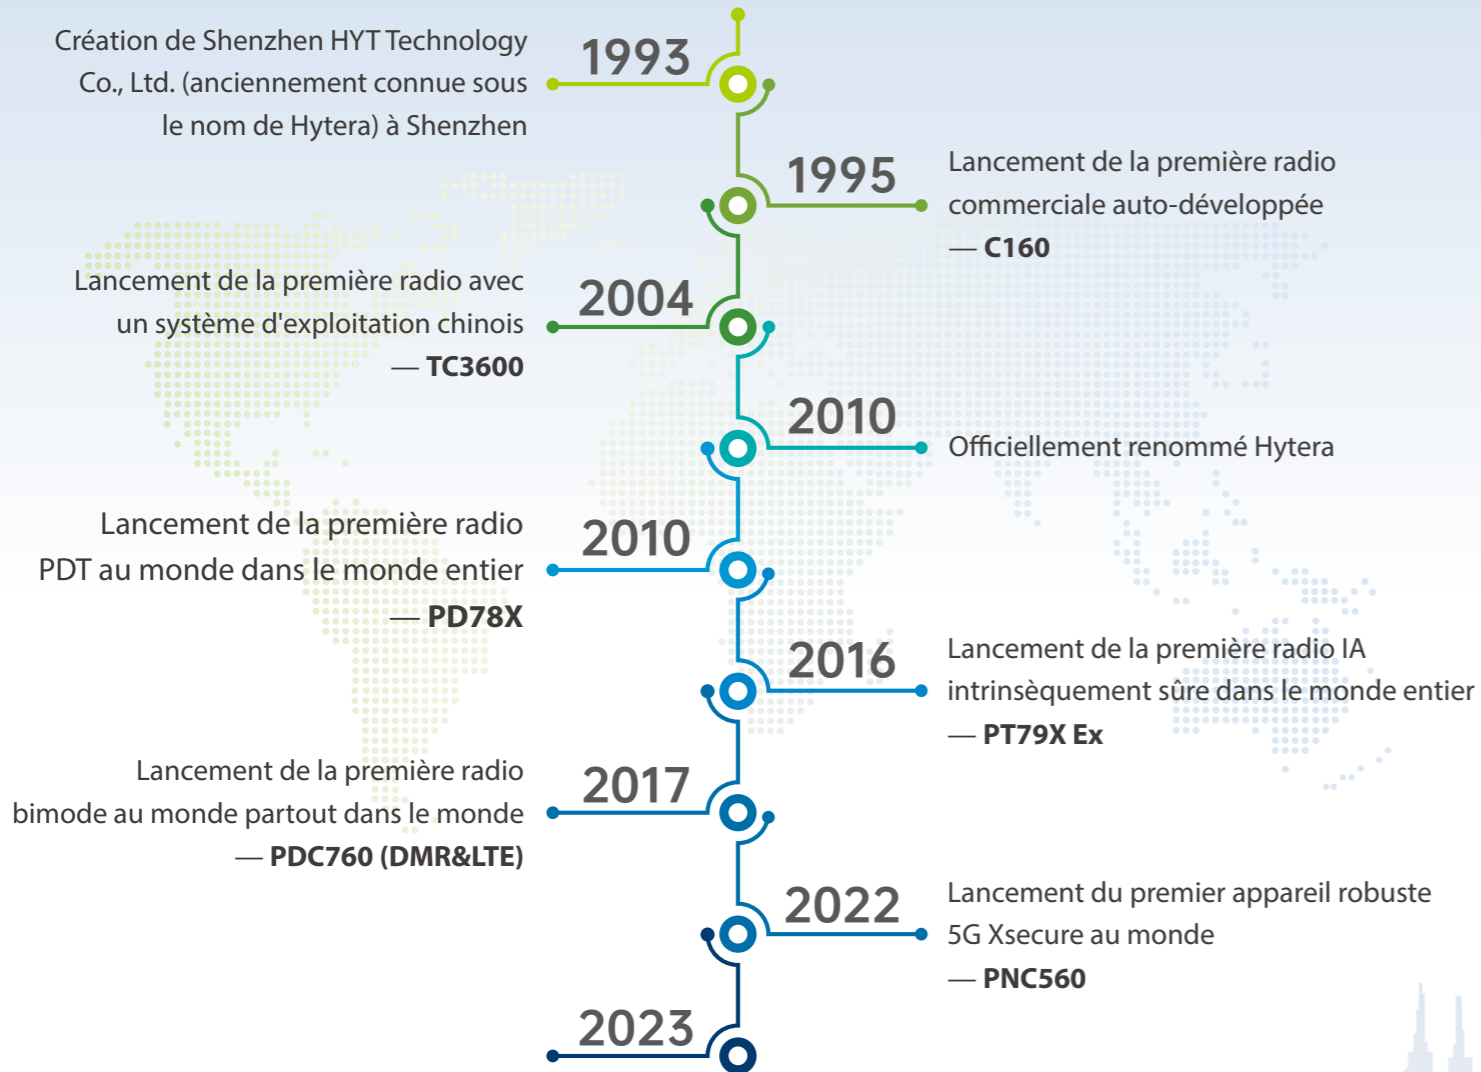 Création de Shenzhen HYT Technology
Co., Ltd. (anciennement connue sous
le nom de Hytera) à Shenzhen
1993
1995
Lancement de la première radio
commerciale auto-développée
— C160
Lancement de la première radio avec
un système d'exploitation chinois
— TC3600
2004
2010
Officiellement renommé Hytera
Lancement de la première radio
PDT au monde dans le monde entier
— PD78X
2010
2016
Lancement de la première radio IA
intrinsèquement sûre dans le monde entier
— PT79X Ex
Lancement de la première radio
bimode au monde partout dans le monde
— PDC760 (DMR&LTE)
2017
2022
Lancement du premier appareil robuste
5G Xsecure au monde
— PNC560
2023